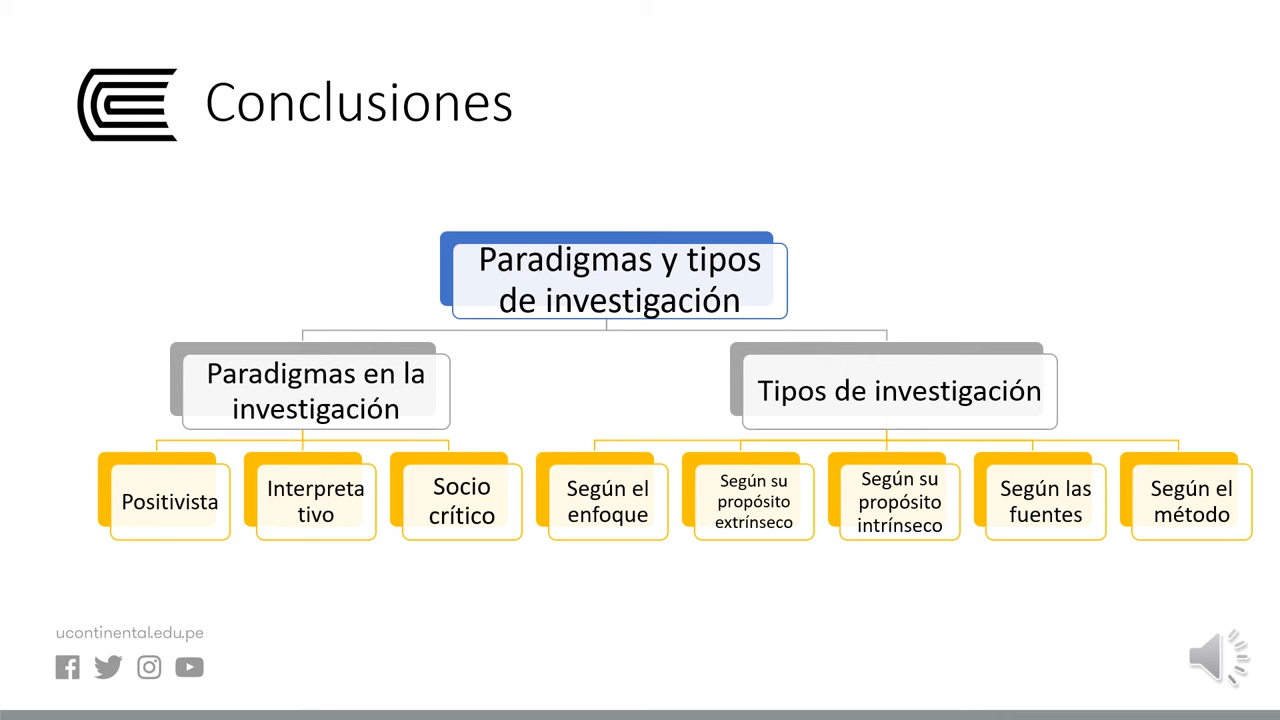 Conclusiones
Paradigmas y tipos
de investigación
Paradigmas en la
investigación
Tipos de investigación
Positivista
Interpreta
tivo
Socio
crítico
Según el
enfoque
Según su
propósito
extrínseco
Según su
propósito
intrínseco
Según las
fuentes
Según el
método
ucontinental.edu.pe